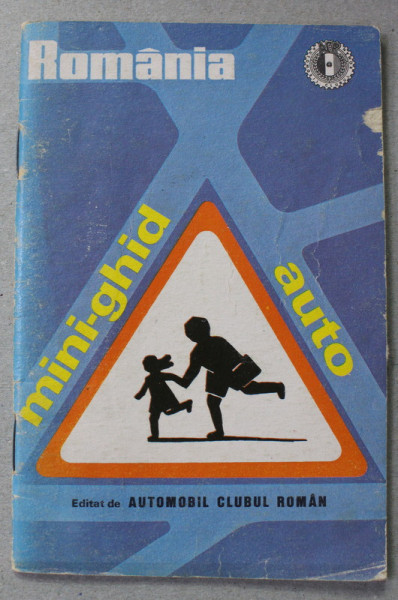 România
mini-ghid
auto
Editat de AUTOMOBIL CLUBUL ROMÂN